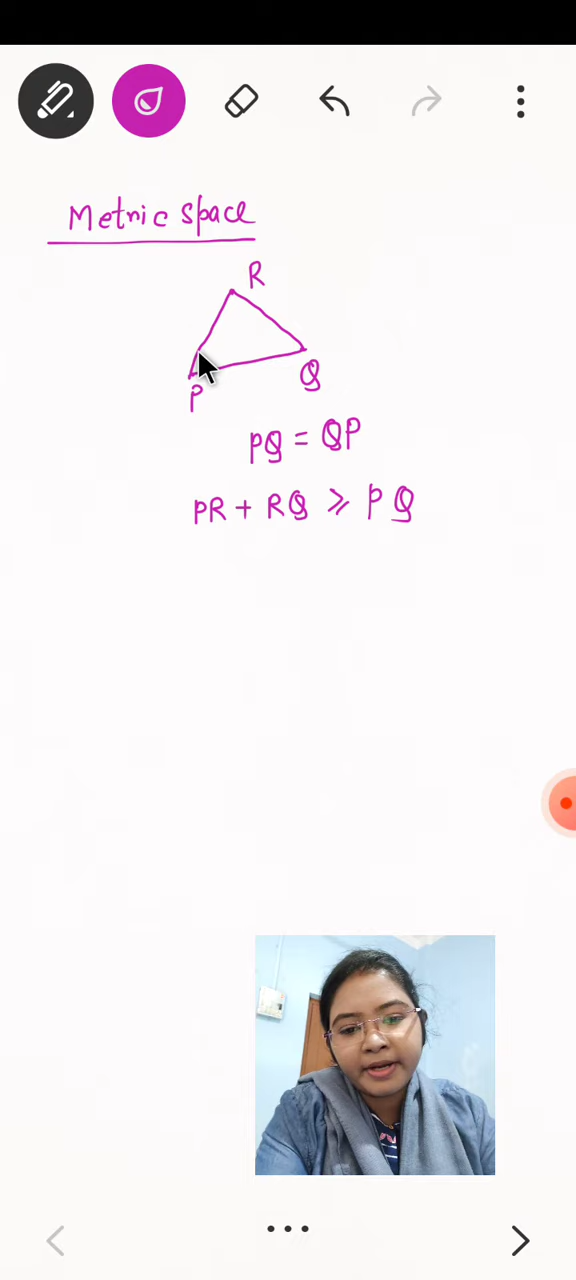 Metric Space
R
P
Q
PQ = QP
PR + RQ ⩾ PQ